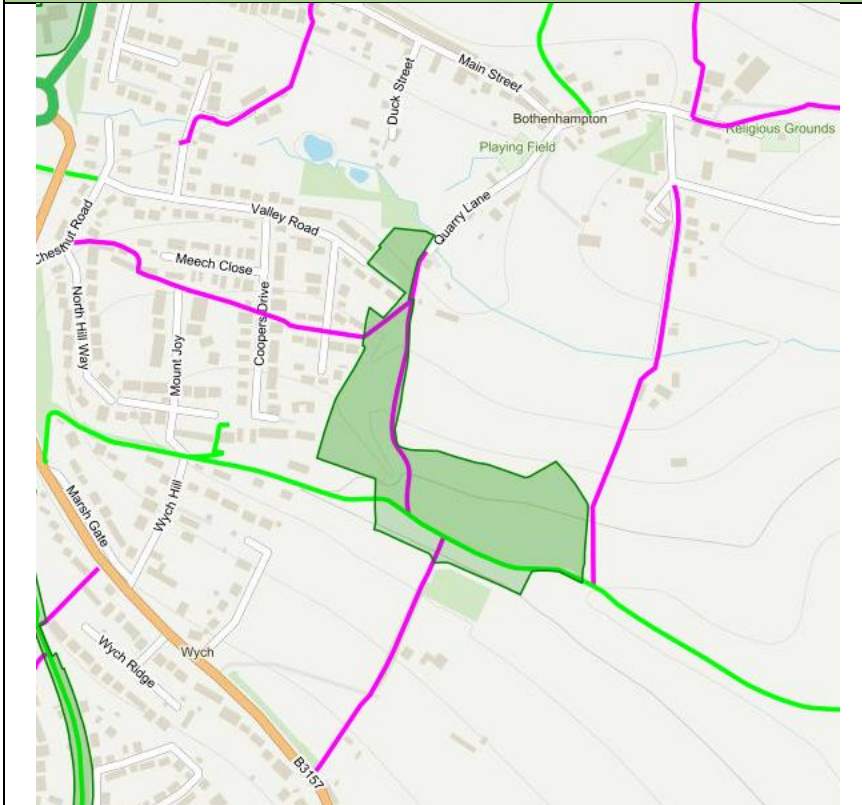 Main Street
Duck Street
Bothenhampton
Religious Grounds
Playing Field
Quarry Lane
Valley Road
Chestnut Road
Meech Close
North Hill Way
Mount Joy
Coopers Drive
Marsh Gate
Wych Hill
Wych Ridge
Wych
B3157